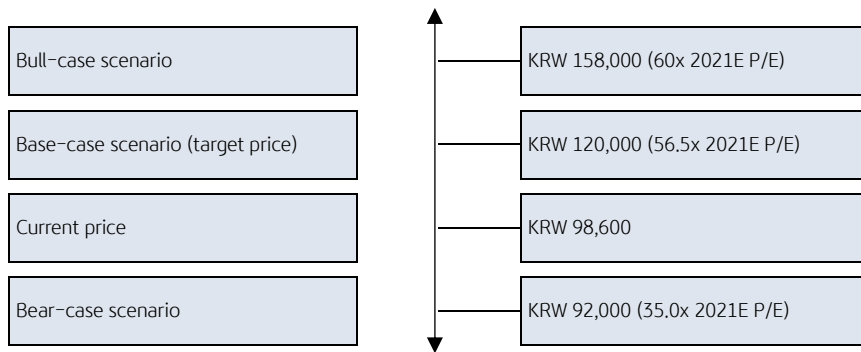 Bull-case scenario
KRW 158,000 (60x 2021E P/E)
Base-case scenario (target price)
KRW 120,000 (56.5x 2021E P/E)
Current price
KRW 98,600
Bear-case scenario
KRW 92,000 (35.0x 2021E P/E)